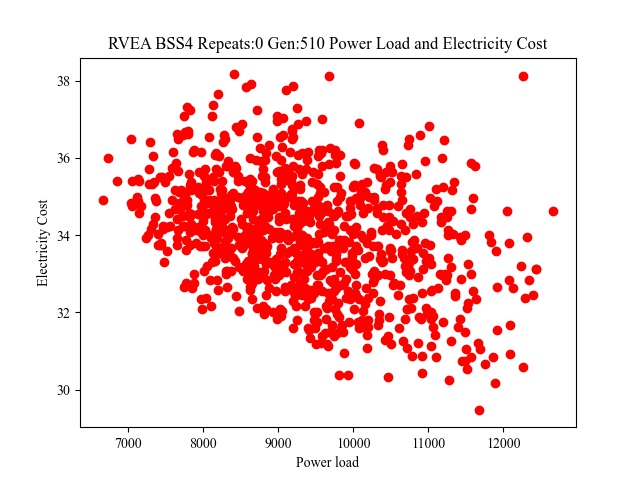 RVEA BSS4 Repeats:0 Gen:510 Power Load and Electricity Cost
38
36
34
32
30
Electricity Cost
7000 8000 9000 10000 11000 12000
Power load